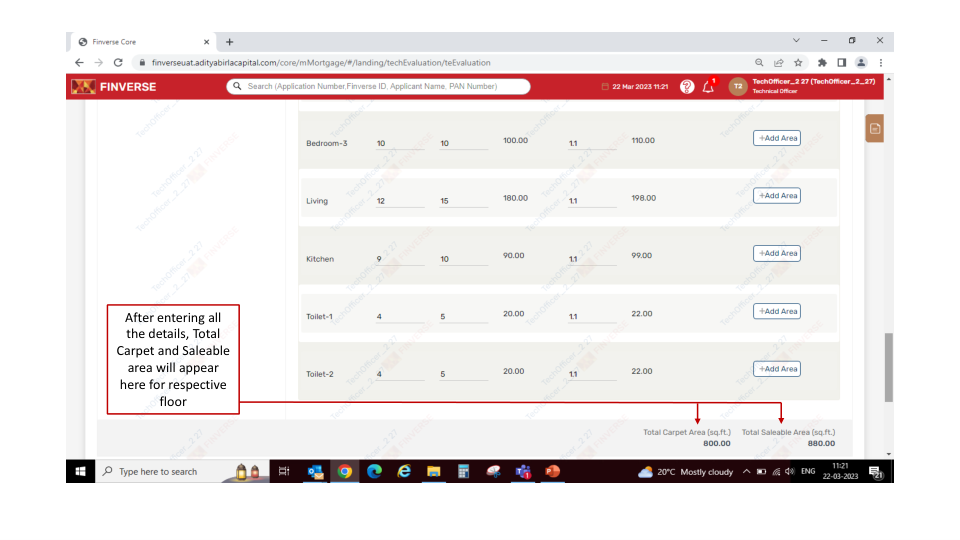 Finverse Core
finverseuat.adityabirlacapital.com/core/mMortgage/#/landing/techEvaluation/teEvaluation
FINVERSE
Search (Application Number,Finverse ID, Applicant Name, PAN Number)
22 Mar 2023 11:21
1
T2
TechOfficer_2 27 (TechOfficer_2_27)
Technical Officer
Bedroom-3 10 10 100.00 1.1 110.00 +Add Area
Living 12 15 180.00 1.1 198.00 +Add Area
Kitchen 9 10 90.00 1.1 99.00 +Add Area
Toilet-1 4 5 20.00 1.1 22.00 +Add Area
Toilet-2 4 5 20.00 1.1 22.00 +Add Area
After entering all
the details, Total
Carpet and Saleable
area will appear
here for respective
floor
Total Carpet Area (sq.ft.) Total Saleable Area (sq.ft.)
800.00 880.00
Type here to search
20°C Mostly cloudy
ENG
11:21
22-03-2023
21